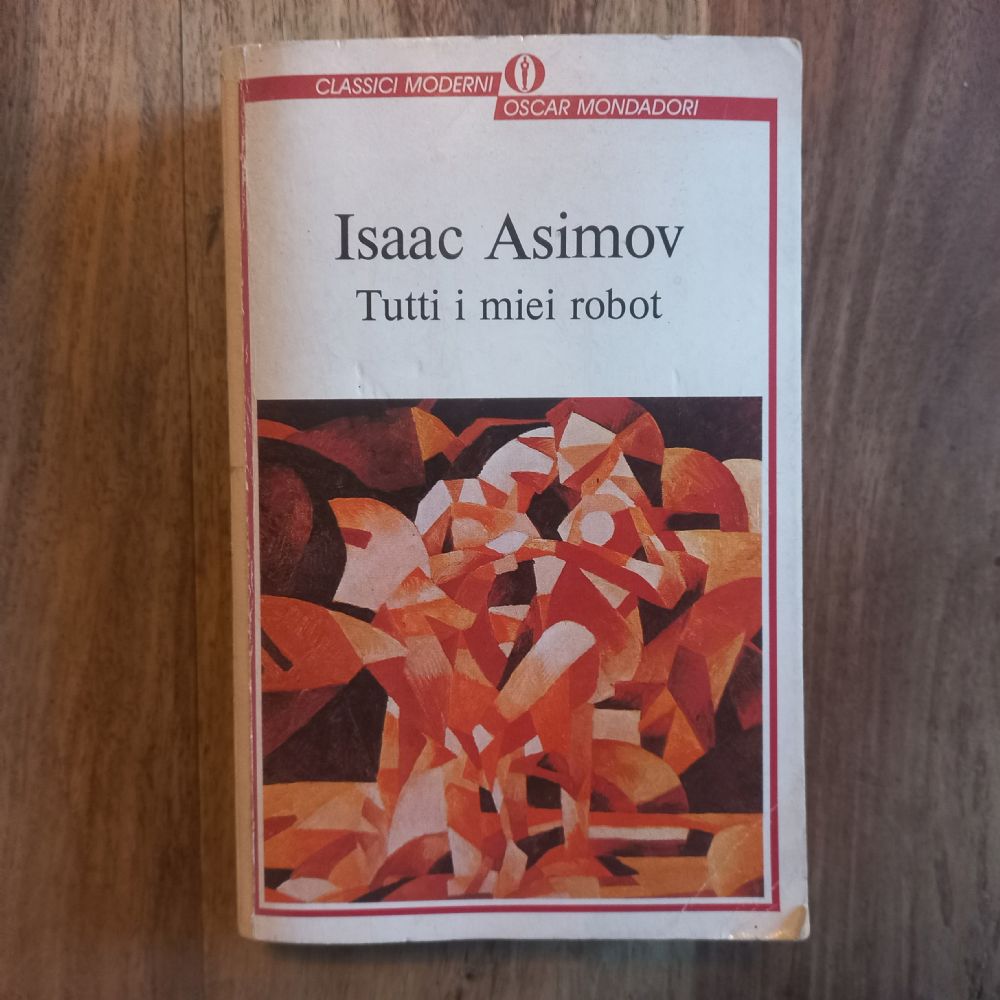 CLASSICI MODERNI
OSCAR MONDADORI
Isaac Asimov
Tutti i miei robot